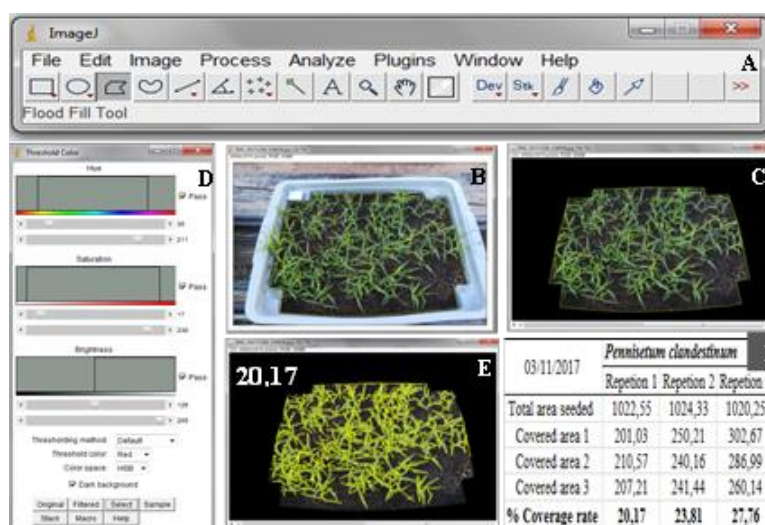 ImageJ
File Edit Image Process Analyze Plugins Window Help
A
Dev Stk >>
Flood Fill Tool
Threshold Color
D
Hue
Pass
211
Saturation
Pass
Brightness
Pass
Thresholding method: Default
Threshold color: Red
Color space: HSB
Dark background
Original Filtered Select Sample
Stack Macro Help
B
C
20,17
E
03/11/2017 Pennisetum clandestinum
Repetion 1 Repetion 2 Repetion
Total area seeded 1022,55 1024,33 1020,25
Covered area 1 201,03 250,21 302,67
Covered area 2 210,57 240,16 286,99
Covered area 3 207,21 241,44 260,14
% Coverage rate 20,17 23,81 27,76